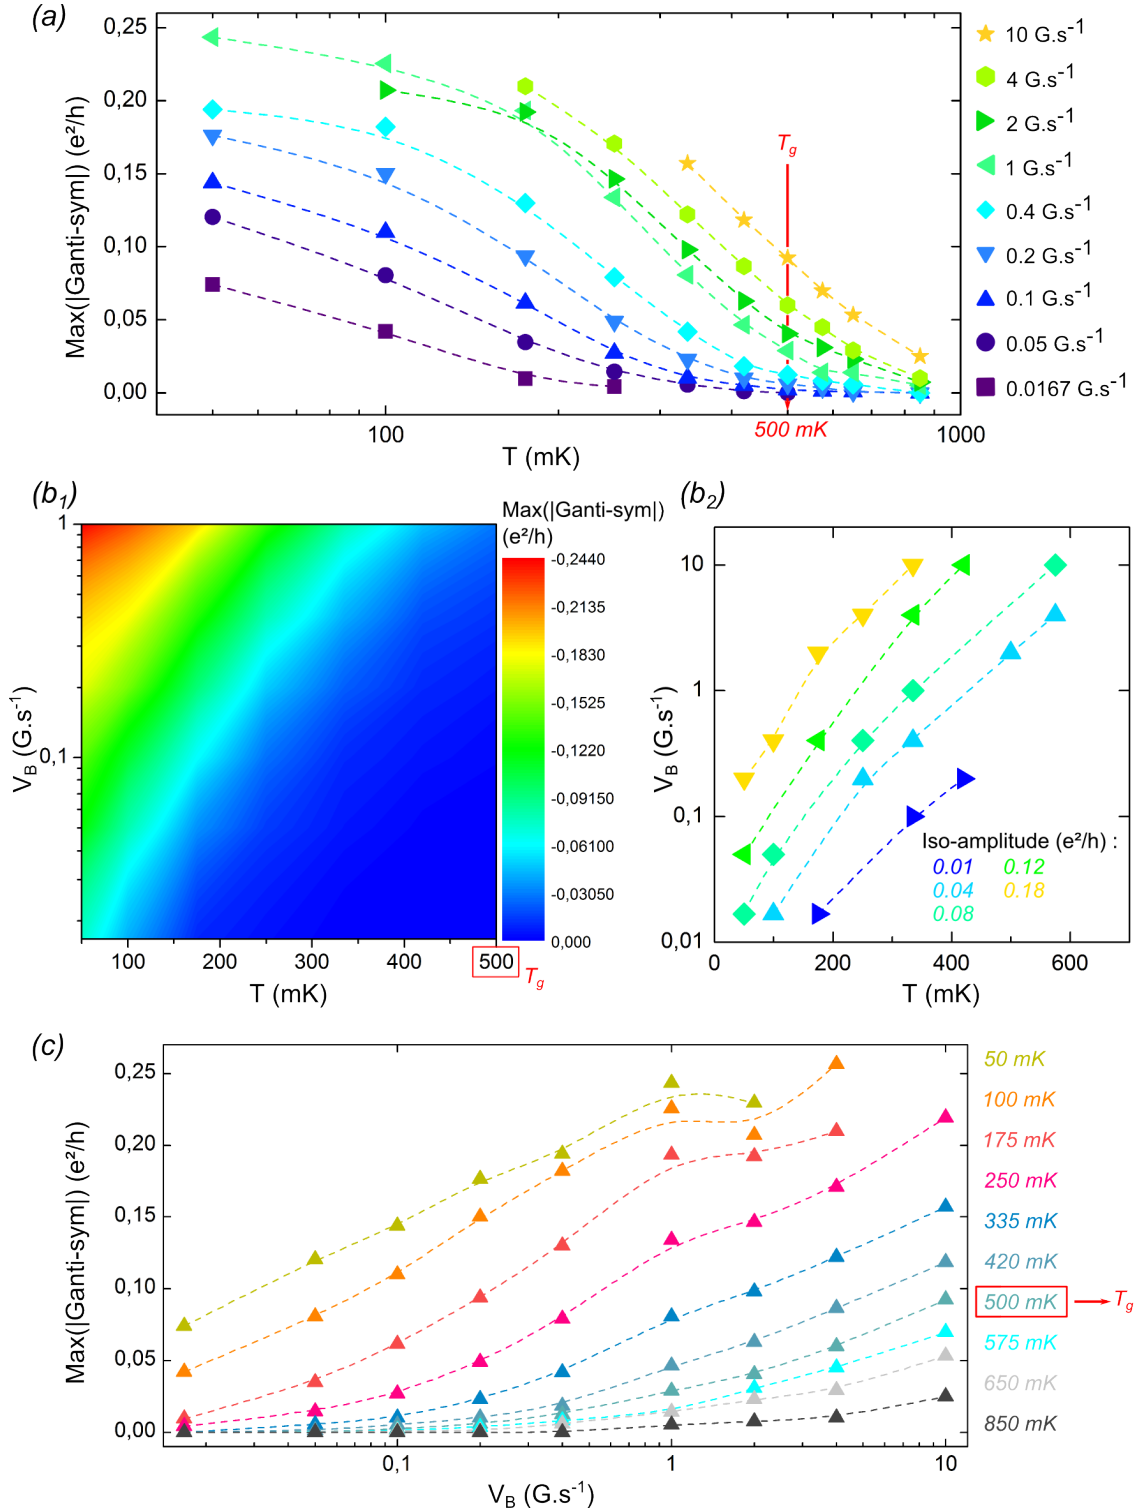 (a)
0,25
0,20
0,15
0,10
0,05
0,00
Max(|Ganti-sym|) (e²/h)
100
1000
T (mK)
T_g
500 mK
10 G.s⁻¹
4 G.s⁻¹
2 G.s⁻¹
1 G.s⁻¹
0.4 G.s⁻¹
0.2 G.s⁻¹
0.1 G.s⁻¹
0.05 G.s⁻¹
0.0167 G.s⁻¹
(b₁)
1
0,1
V_B (G.s⁻¹)
100
200
300
400
500
T_g
T (mK)
Max(|Ganti-sym|)
(e²/h)
-0,2440
-0,2135
-0,1830
-0,1525
-0,1220
-0,09150
-0,06100
-0,03050
0,000
(b₂)
10
1
0,1
0,01
V_B (G.s⁻¹)
0
200
400
600
T (mK)
Iso-amplitude (e²/h) :
0.01 0.12
0.04 0.18
0.08
(c)
0,25
0,20
0,15
0,10
0,05
0,00
Max(|Ganti-sym|) (e²/h)
0,1
1
10
V_B (G.s⁻¹)
50 mK
100 mK
175 mK
250 mK
335 mK
420 mK
500 mK T_g
575 mK
650 mK
850 mK